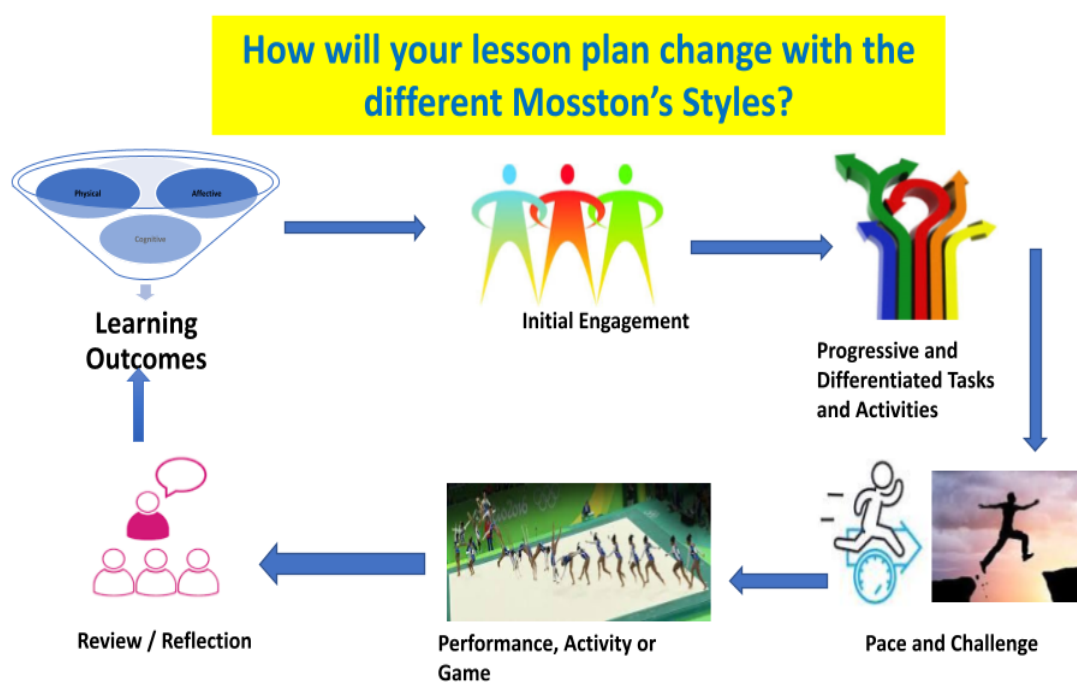 How will your lesson plan change with the
different Mosston’s Styles?
Physical
Affective
Cognitive
Learning
Outcomes
Initial Engagement
Progressive and
Differentiated Tasks
and Activities
Pace and Challenge
Performance, Activity or
Game
Review / Reflection